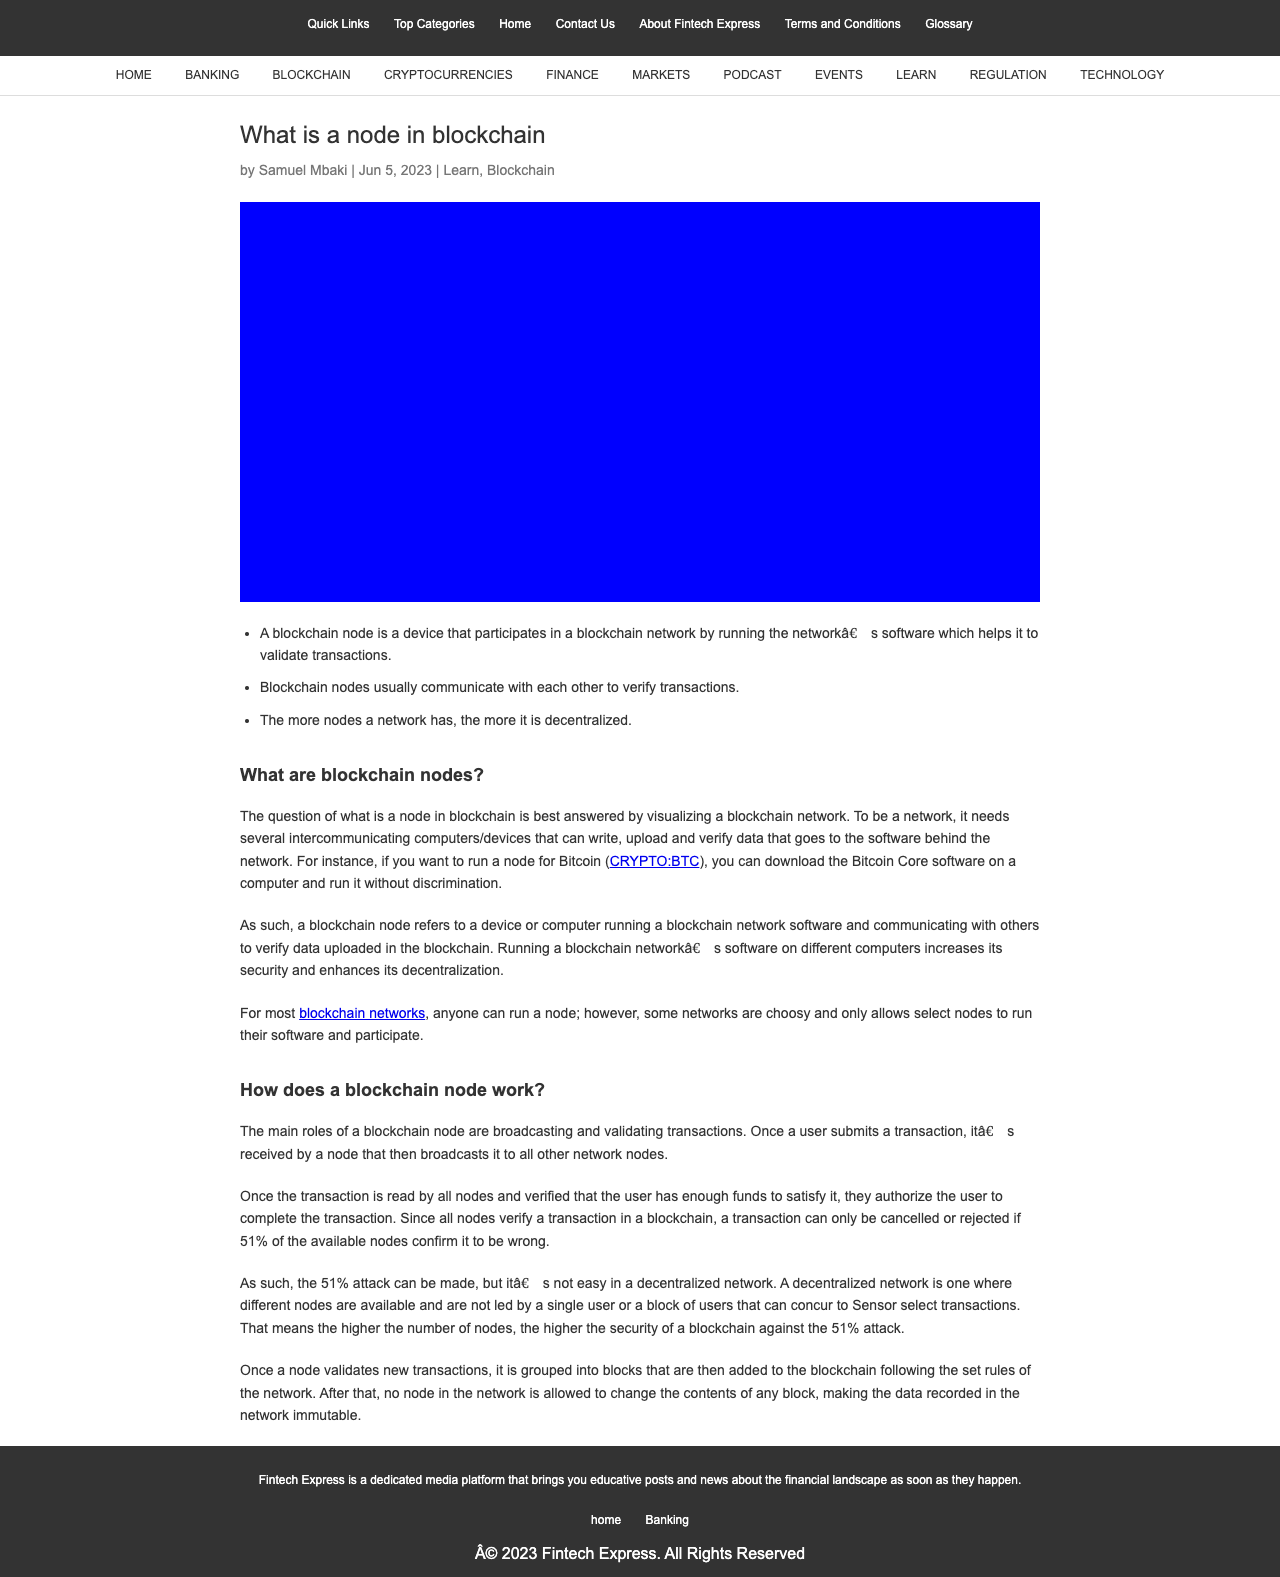 Quick Links Top Categories Home Contact Us About Fintech Express Terms and Conditions Glossary
HOME BANKING BLOCKCHAIN CRYPTOCURRENCIES FINANCE MARKETS PODCAST EVENTS LEARN REGULATION TECHNOLOGY
What is a node in blockchain
by Samuel Mbaki | Jun 5, 2023 | Learn, Blockchain
• A blockchain node is a device that participates in a blockchain network by running the networkâ€ s software which helps it to
validate transactions.
• Blockchain nodes usually communicate with each other to verify transactions.
• The more nodes a network has, the more it is decentralized.
What are blockchain nodes?
The question of what is a node in blockchain is best answered by visualizing a blockchain network. To be a network, it needs
several intercommunicating computers/devices that can write, upload and verify data that goes to the software behind the
network. For instance, if you want to run a node for Bitcoin (CRYPTO:BTC), you can download the Bitcoin Core software on a
computer and run it without discrimination.
As such, a blockchain node refers to a device or computer running a blockchain network software and communicating with others
to verify data uploaded in the blockchain. Running a blockchain networkâ€ s software on different computers increases its
security and enhances its decentralization.
For most blockchain networks, anyone can run a node; however, some networks are choosy and only allows select nodes to run
their software and participate.
How does a blockchain node work?
The main roles of a blockchain node are broadcasting and validating transactions. Once a user submits a transaction, itâ€ s
received by a node that then broadcasts it to all other network nodes.
Once the transaction is read by all nodes and verified that the user has enough funds to satisfy it, they authorize the user to
complete the transaction. Since all nodes verify a transaction in a blockchain, a transaction can only be cancelled or rejected if
51% of the available nodes confirm it to be wrong.
As such, the 51% attack can be made, but itâ€ s not easy in a decentralized network. A decentralized network is one where
different nodes are available and are not led by a single user or a block of users that can concur to Sensor select transactions.
That means the higher the number of nodes, the higher the security of a blockchain against the 51% attack.
Once a node validates new transactions, it is grouped into blocks that are then added to the blockchain following the set rules of
the network. After that, no node in the network is allowed to change the contents of any block, making the data recorded in the
network immutable.
Fintech Express is a dedicated media platform that brings you educative posts and news about the financial landscape as soon as they happen.
home Banking
Â© 2023 Fintech Express. All Rights Reserved